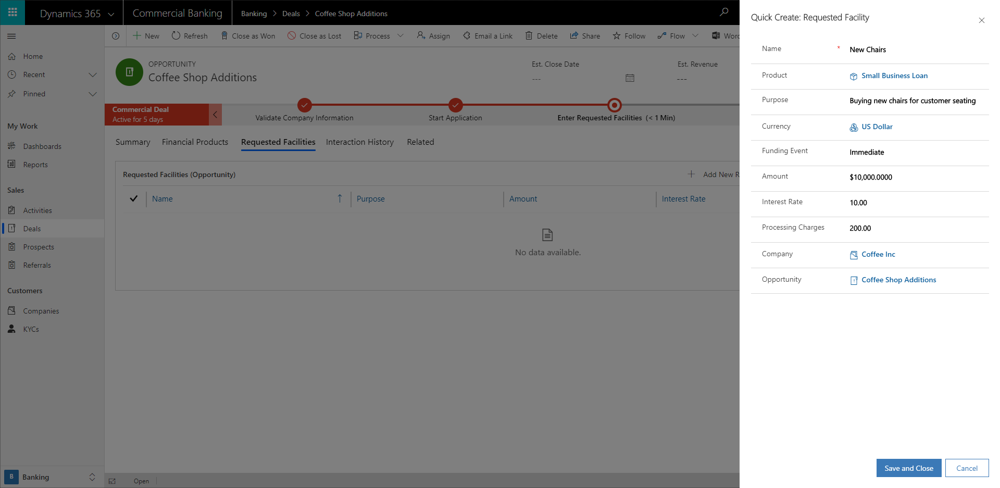 Dynamics 365
Commercial Banking
Banking > Deals > Coffee Shop Additions
New
Refresh
Close as Won
Close as Lost
Process
Assign
Email a Link
Delete
Share
Follow
Flow
Home
Recent
Pinned
My Work
Dashboards
Reports
Sales
Activities
Deals
Prospects
Referrals
Customers
Companies
KYCs
B
Banking
OPPORTUNITY
Coffee Shop Additions
Est. Close Date
---
Est. Revenue
---
Commercial Deal
Active for 5 days
Validate Company Information
Start Application
Enter Requested Facilities (< 1 Min)
Summary
Financial Products
Requested Facilities
Interaction History
Related
Requested Facilities (Opportunity)
Add New R
Name
Purpose
Amount
Interest Rate
No data available.
Open
Quick Create: Requested Facility
Name * New Chairs
Product Small Business Loan
Purpose Buying new chairs for customer seating
Currency US Dollar
Funding Event Immediate
Amount $10,000.0000
Interest Rate 10.00
Processing Charges 200.00
Company Coffee Inc
Opportunity Coffee Shop Additions
Save and Close
Cancel